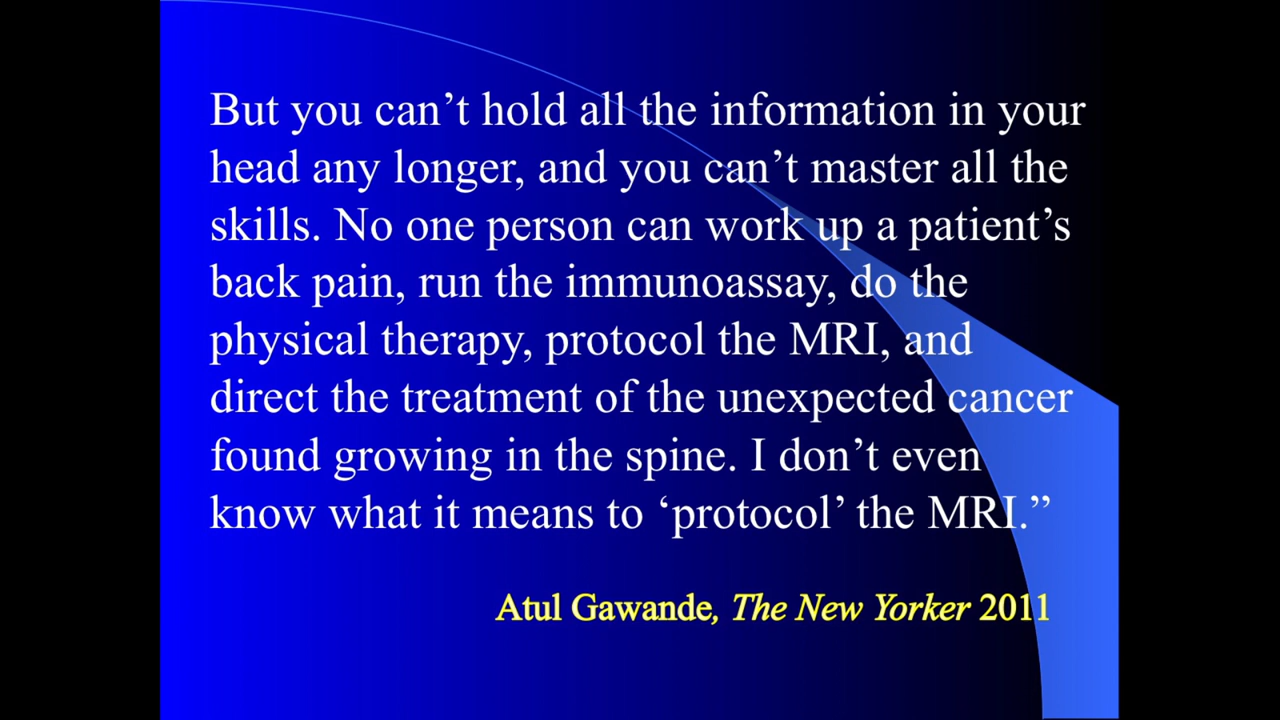 But you can’t hold all the information in your
head any longer, and you can’t master all the
skills. No one person can work up a patient’s
back pain, run the immunoassay, do the
physical therapy, protocol the MRI, and
direct the treatment of the unexpected cancer
found growing in the spine. I don’t even
know what it means to ‘protocol’ the MRI.”
Atul Gawande, The New Yorker 2011